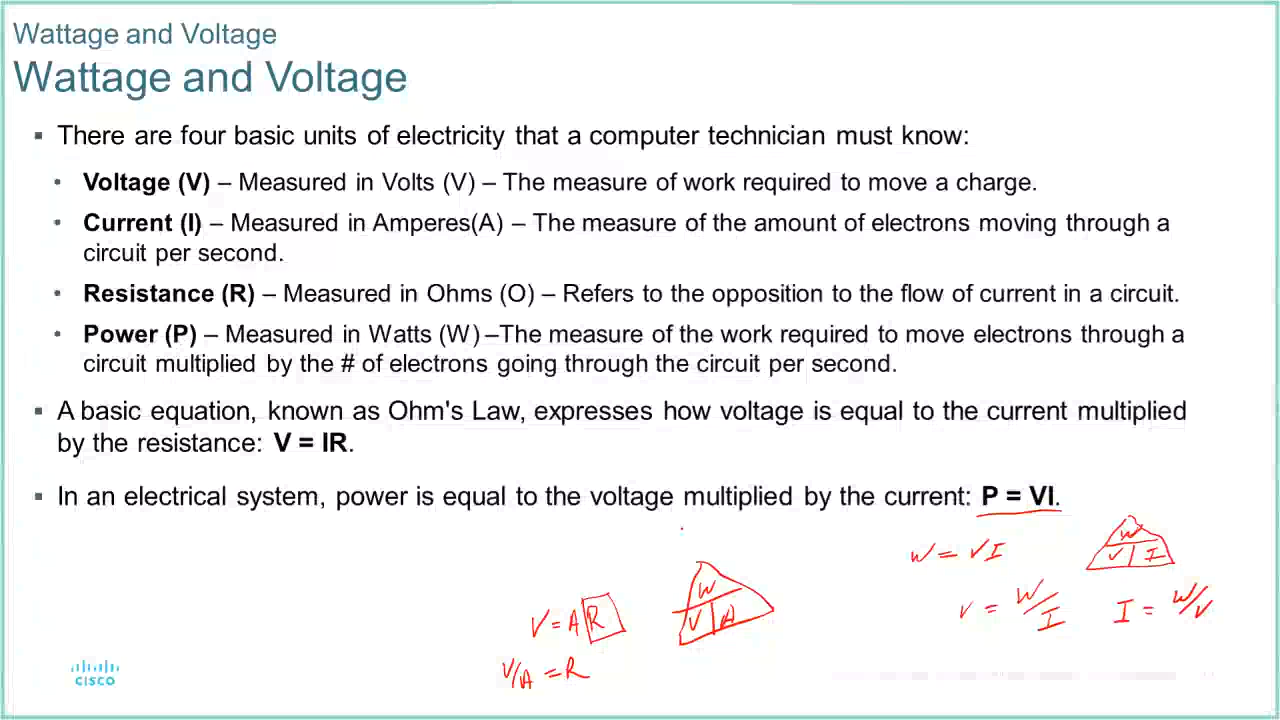 Wattage and Voltage
Wattage and Voltage
▪ There are four basic units of electricity that a computer technician must know:
• Voltage (V) – Measured in Volts (V) – The measure of work required to move a charge.
• Current (I) – Measured in Amperes(A) – The measure of the amount of electrons moving through a
circuit per second.
• Resistance (R) – Measured in Ohms (O) – Refers to the opposition to the flow of current in a circuit.
• Power (P) – Measured in Watts (W) –The measure of the work required to move electrons through a
circuit multiplied by the # of electrons going through the circuit per second.
▪ A basic equation, known as Ohm's Law, expresses how voltage is equal to the current multiplied
by the resistance: V = IR.
▪ In an electrical system, power is equal to the voltage multiplied by the current: P = VI.
W = VI
W
V | I
V = W/I
I = W/V
W
V | A
V = A R
V/A = R
CISCO